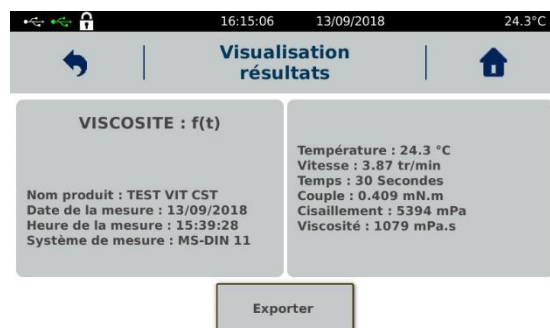 16:15:06 13/09/2018 24.3°C
Visualisation
résultats
VISCOSITE : f(t)
Nom produit : TEST VIT CST
Date de la mesure : 13/09/2018
Heure de la mesure : 15:39:28
Système de mesure : MS-DIN 11
Température : 24.3 °C
Vitesse : 3.87 tr/min
Temps : 30 Secondes
Couple : 0.409 mN.m
Cisaillement : 5394 mPa
Viscosité : 1079 mPa.s
Exporter